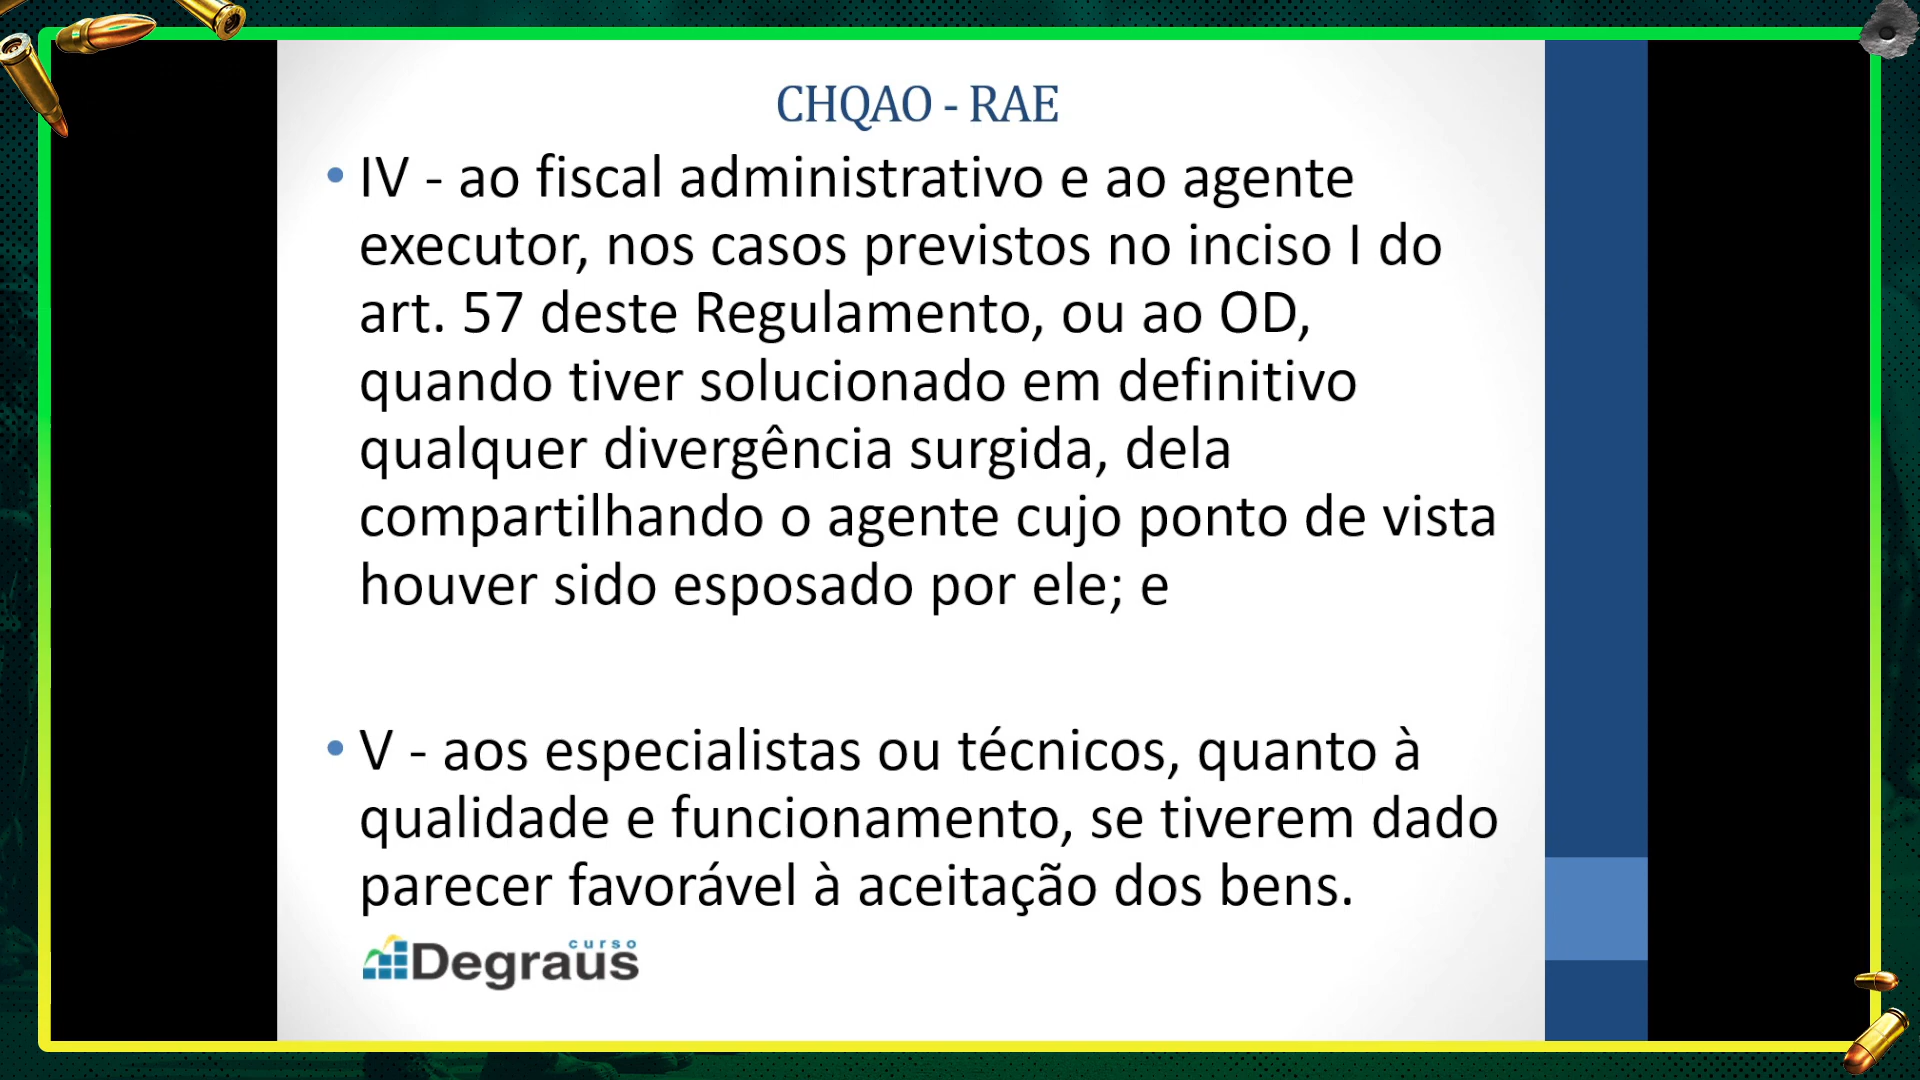 CHQAO - RAE
• IV - ao fiscal administrativo e ao agente
executor, nos casos previstos no inciso I do
art. 57 deste Regulamento, ou ao OD,
quando tiver solucionado em definitivo
qualquer divergência surgida, dela
compartilhando o agente cujo ponto de vista
houver sido esposado por ele; e
• V - aos especialistas ou técnicos, quanto à
qualidade e funcionamento, se tiverem dado
parecer favorável à aceitação dos bens.
curso
Degraus